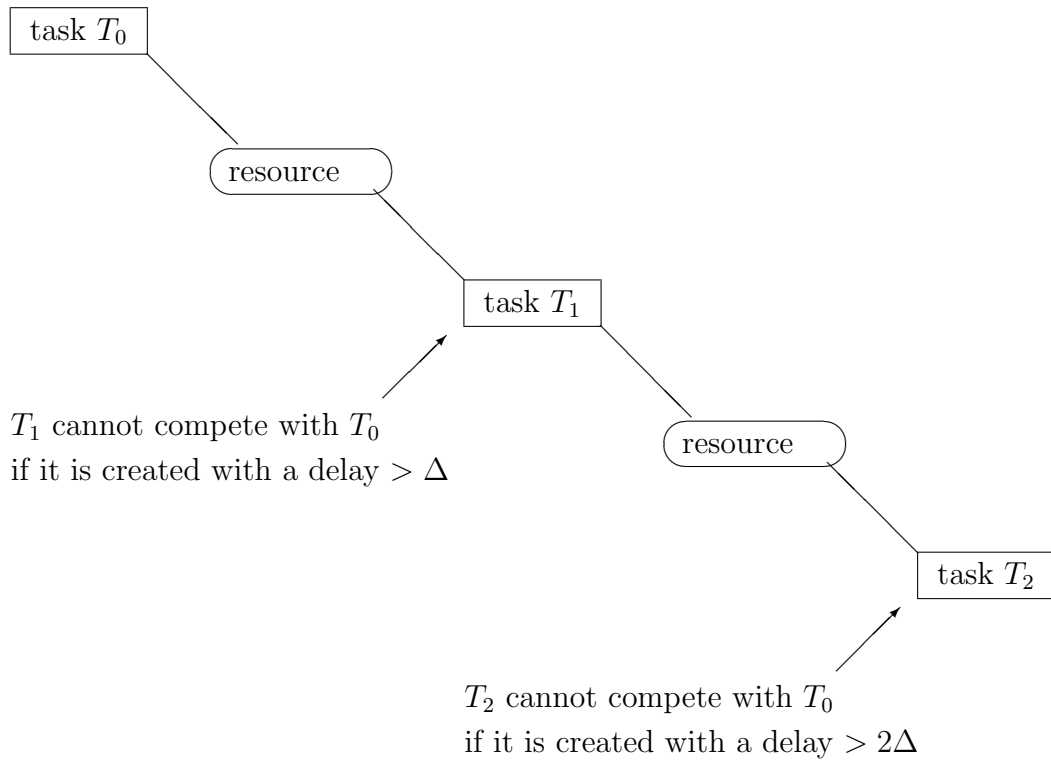 task T₀
resource
task T₁
T₁ cannot compete with T₀
if it is created with a delay > Δ
resource
task T₂
T₂ cannot compete with T₀
if it is created with a delay > 2Δ